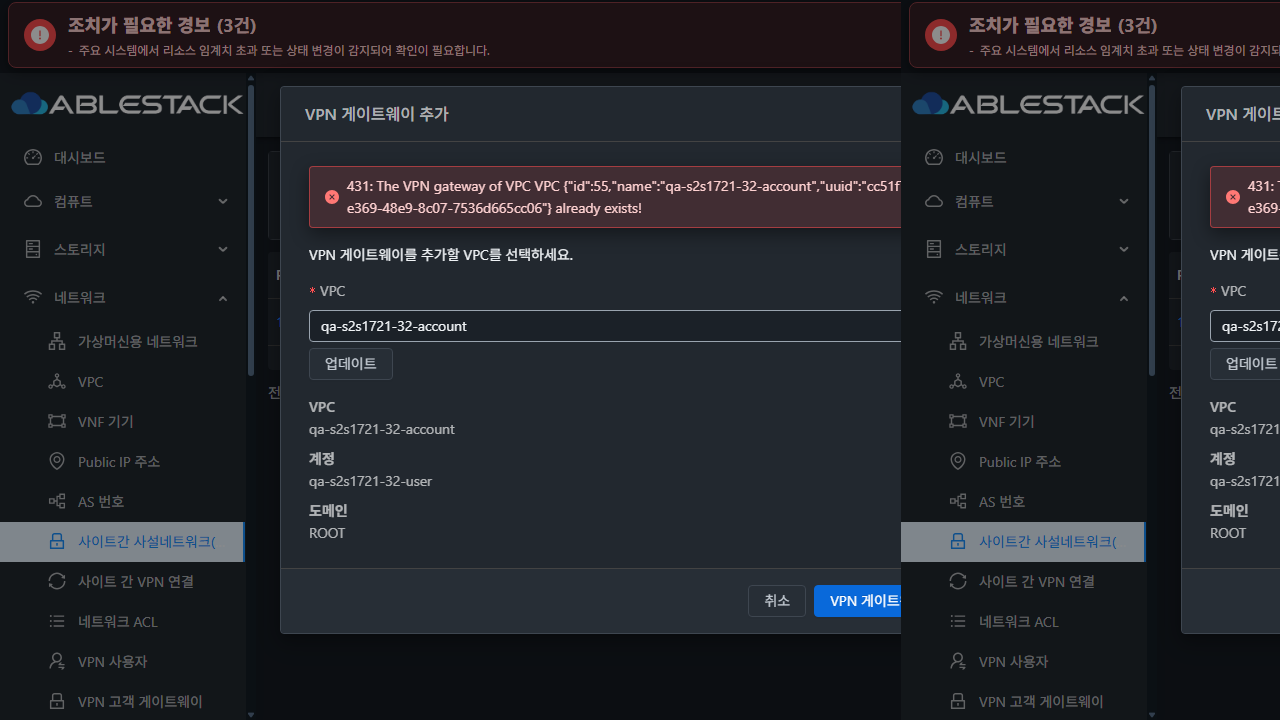 조치가 필요한 경보 (3건)
- 주요 시스템에서 리소스 임계치 초과 또는 상태 변경이 감지되어 확인이 필요합니다.
ABLESTACK
대시보드
컴퓨트
스토리지
네트워크
가상머신용 네트워크
VPC
VNF 기기
Public IP 주소
AS 번호
사이트간 사설네트워크(
사이트 간 VPN 연결
네트워크 ACL
VPN 사용자
VPN 고객 게이트웨이
VPN 게이트웨이 추가
431: The VPN gateway of VPC VPC {"id":55,"name":"qa-s2s1721-32-account","uuid":"cc51f
e369-48e9-8c07-7536d665cc06"} already exists!
VPN 게이트웨이를 추가할 VPC를 선택하세요.
* VPC
qa-s2s1721-32-account
업데이트
VPC
qa-s2s1721-32-account
계정
qa-s2s1721-32-user
도메인
ROOT
취소
VPN 게이트
조치가 필요한 경보 (3건)
- 주요 시스템에서 리소스 임계치 초과 또는 상태 변경이 감지되
ABLESTACK
대시보드
컴퓨트
스토리지
네트워크
가상머신용 네트워크
VPC
VNF 기기
Public IP 주소
AS 번호
사이트간 사설네트워크(
사이트 간 VPN 연결
네트워크 ACL
VPN 사용자
VPN 고객 게이트웨이
VPN 게이트
431:
e369-
VPN 게이트
* VPC
qa-s2s172
업데이트
VPC
qa-s2s1721
계정
qa-s2s1721
도메인
ROOT